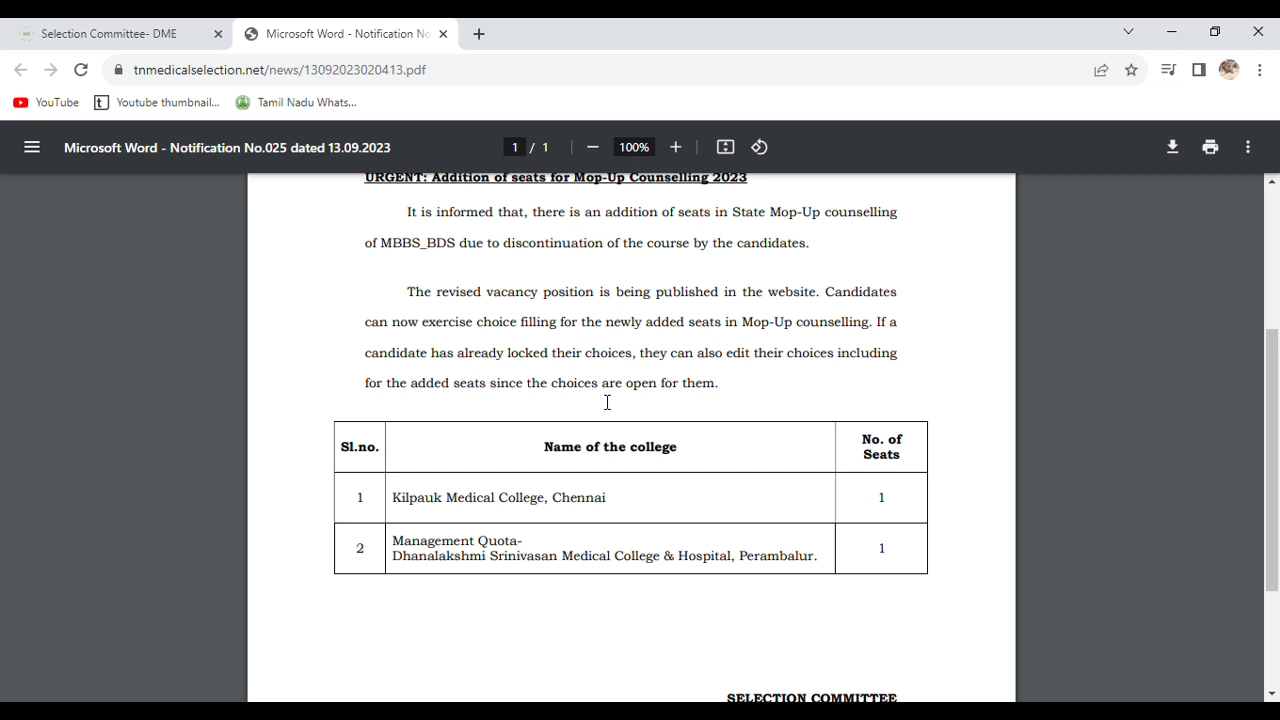 Selection Committee- DME
Microsoft Word - Notification No
tnmedicalselection.net/news/13092023020413.pdf
YouTube
Youtube thumbnail...
Tamil Nadu Whats...
Microsoft Word - Notification No.025 dated 13.09.2023
1 / 1
100%
URGENT: Addition of seats for Mop-Up Counselling 2023
It is informed that, there is an addition of seats in State Mop-Up counselling
of MBBS_BDS due to discontinuation of the course by the candidates.
The revised vacancy position is being published in the website. Candidates
can now exercise choice filling for the newly added seats in Mop-Up counselling. If a
candidate has already locked their choices, they can also edit their choices including
for the added seats since the choices are open for them.
Sl.no.
Name of the college
No. of
Seats
1
Kilpauk Medical College, Chennai
1
2
Management Quota-
Dhanalakshmi Srinivasan Medical College & Hospital, Perambalur.
1
SELECTION COMMITTEE